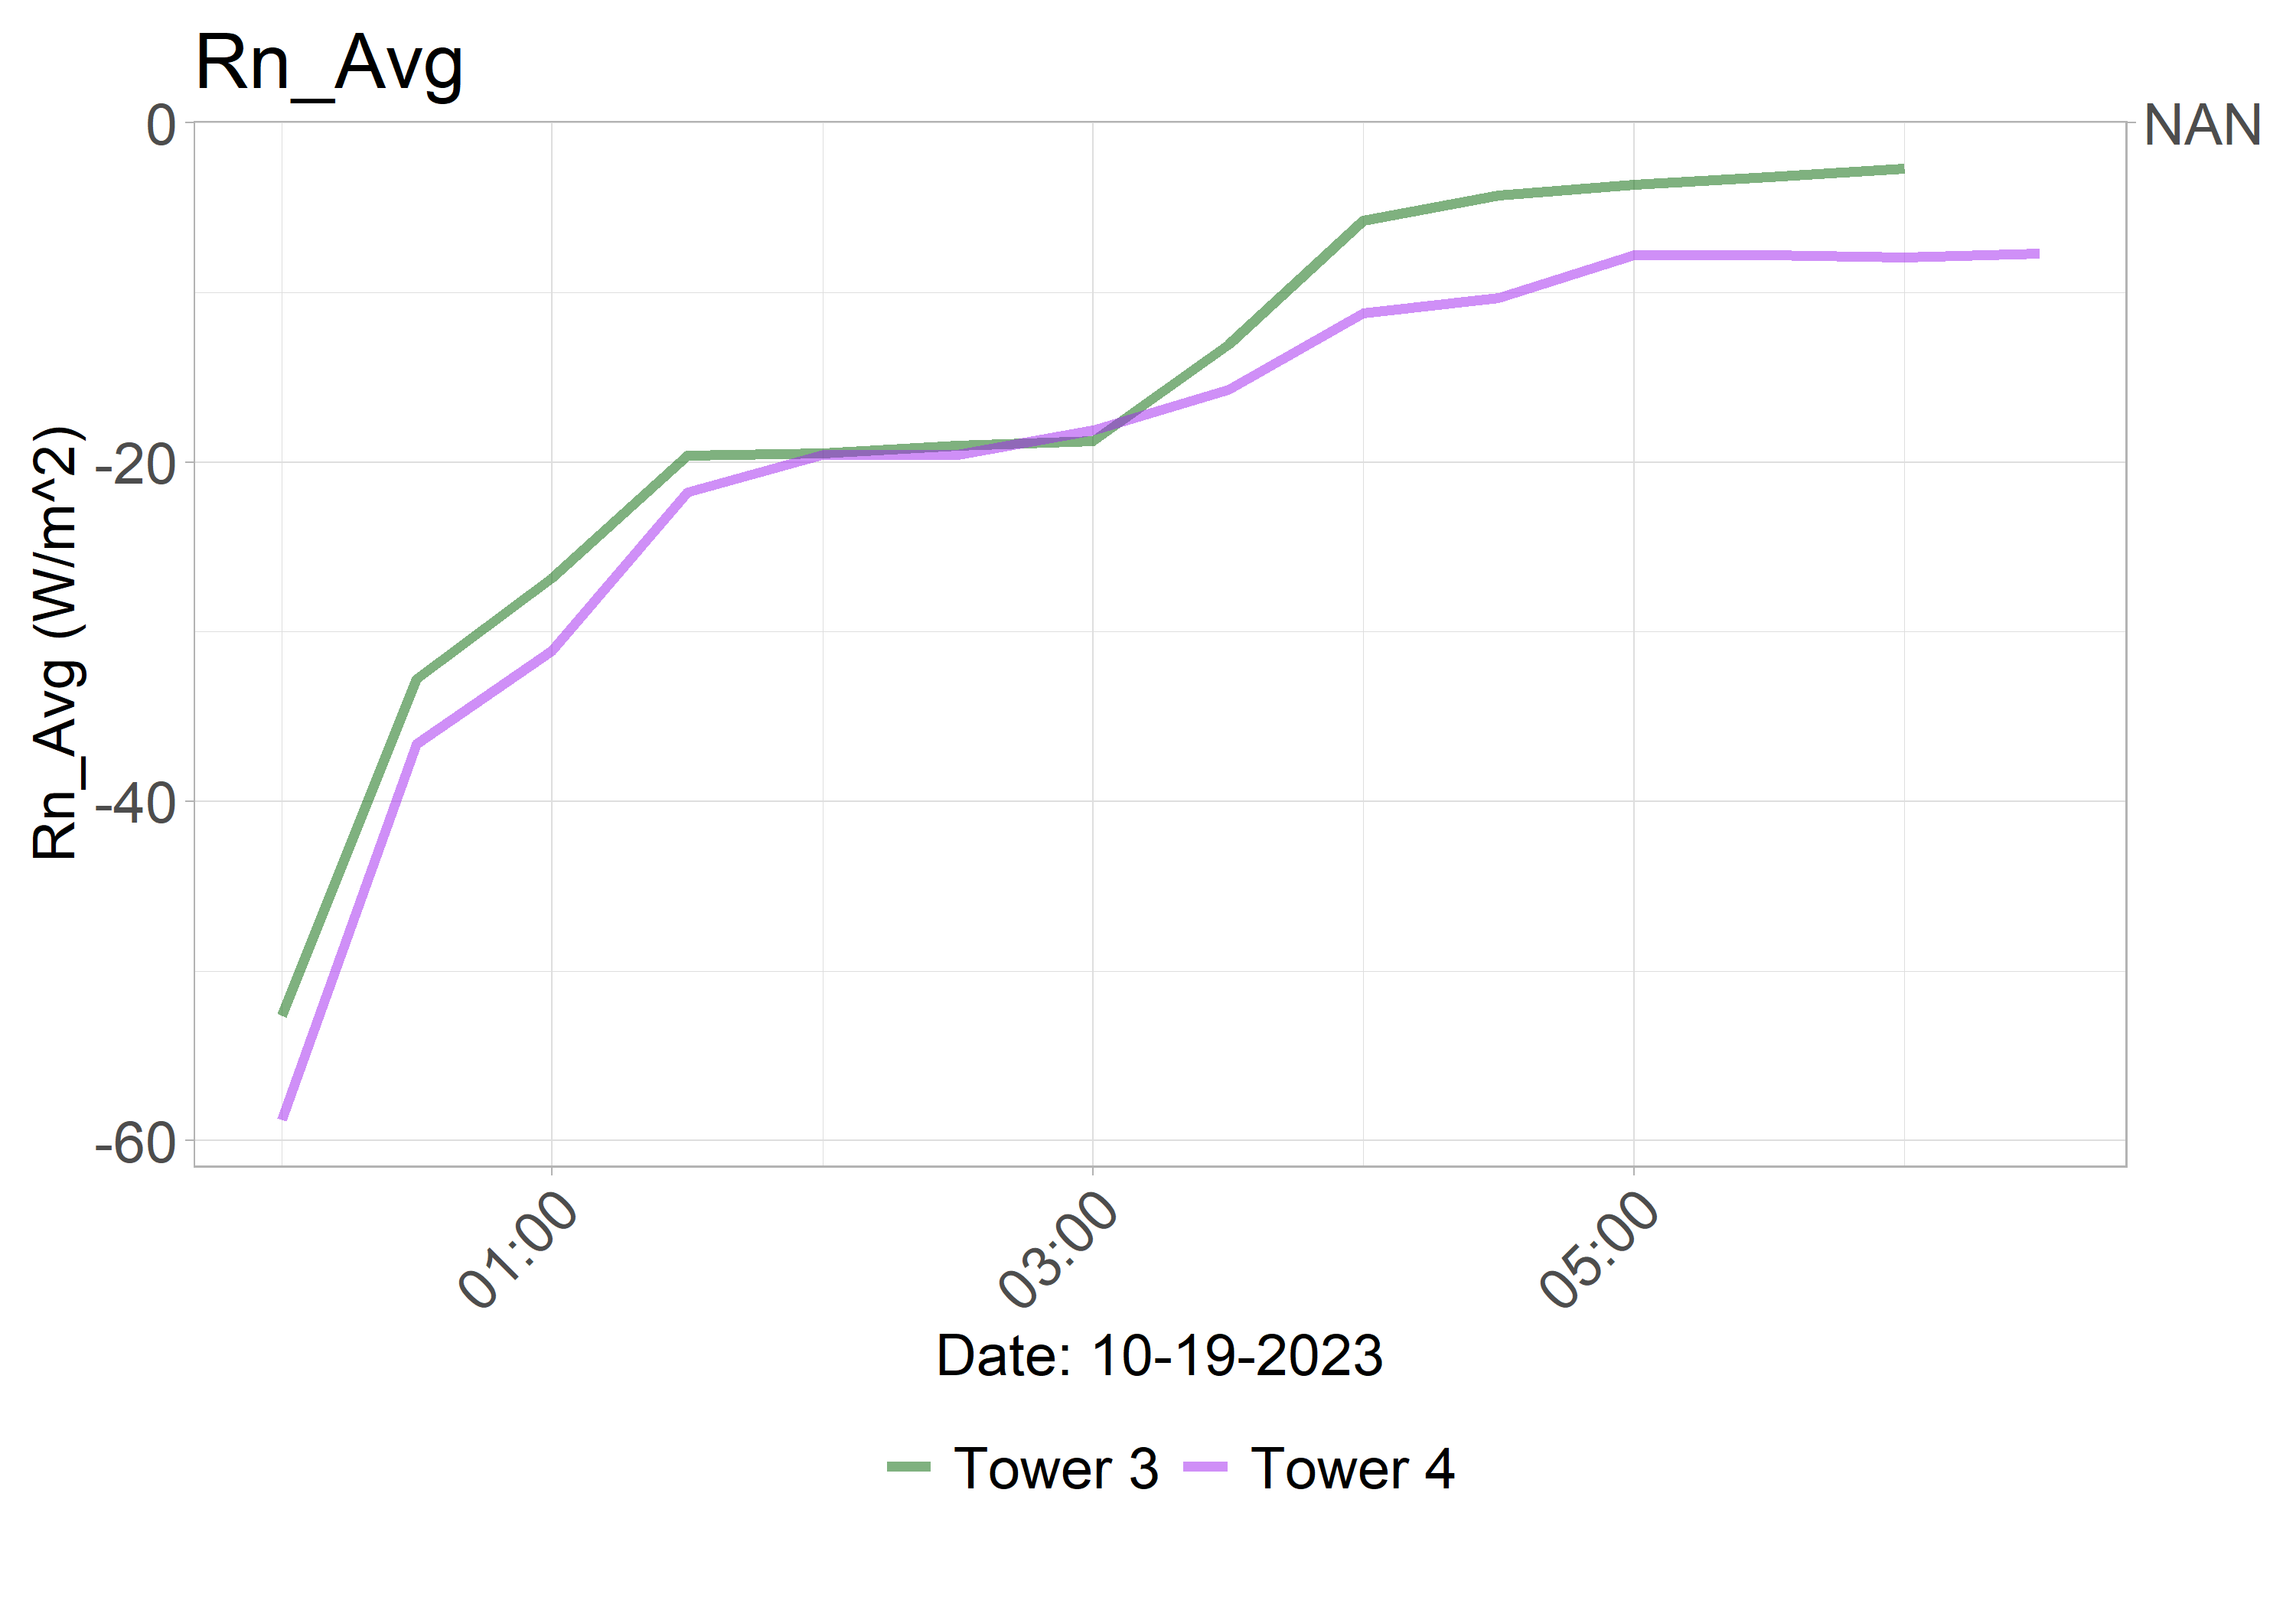 Rn_Avg
0
NAN
-20
-40
-60
Rn_Avg (W/m^2)
01:00
03:00
05:00
Date: 10-19-2023
Tower 3
Tower 4